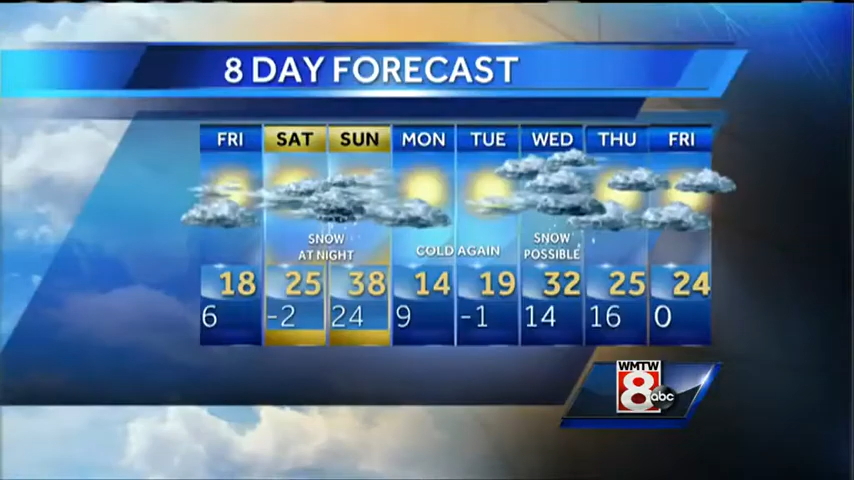 8 DAY FORECAST
FRI SAT SUN MON TUE WED THU FRI
SNOW AT NIGHT COLD AGAIN SNOW POSSIBLE
18 25 38 14 19 32 25 24
6 -2 24 9 -1 14 16 0
WMTW
8 abc